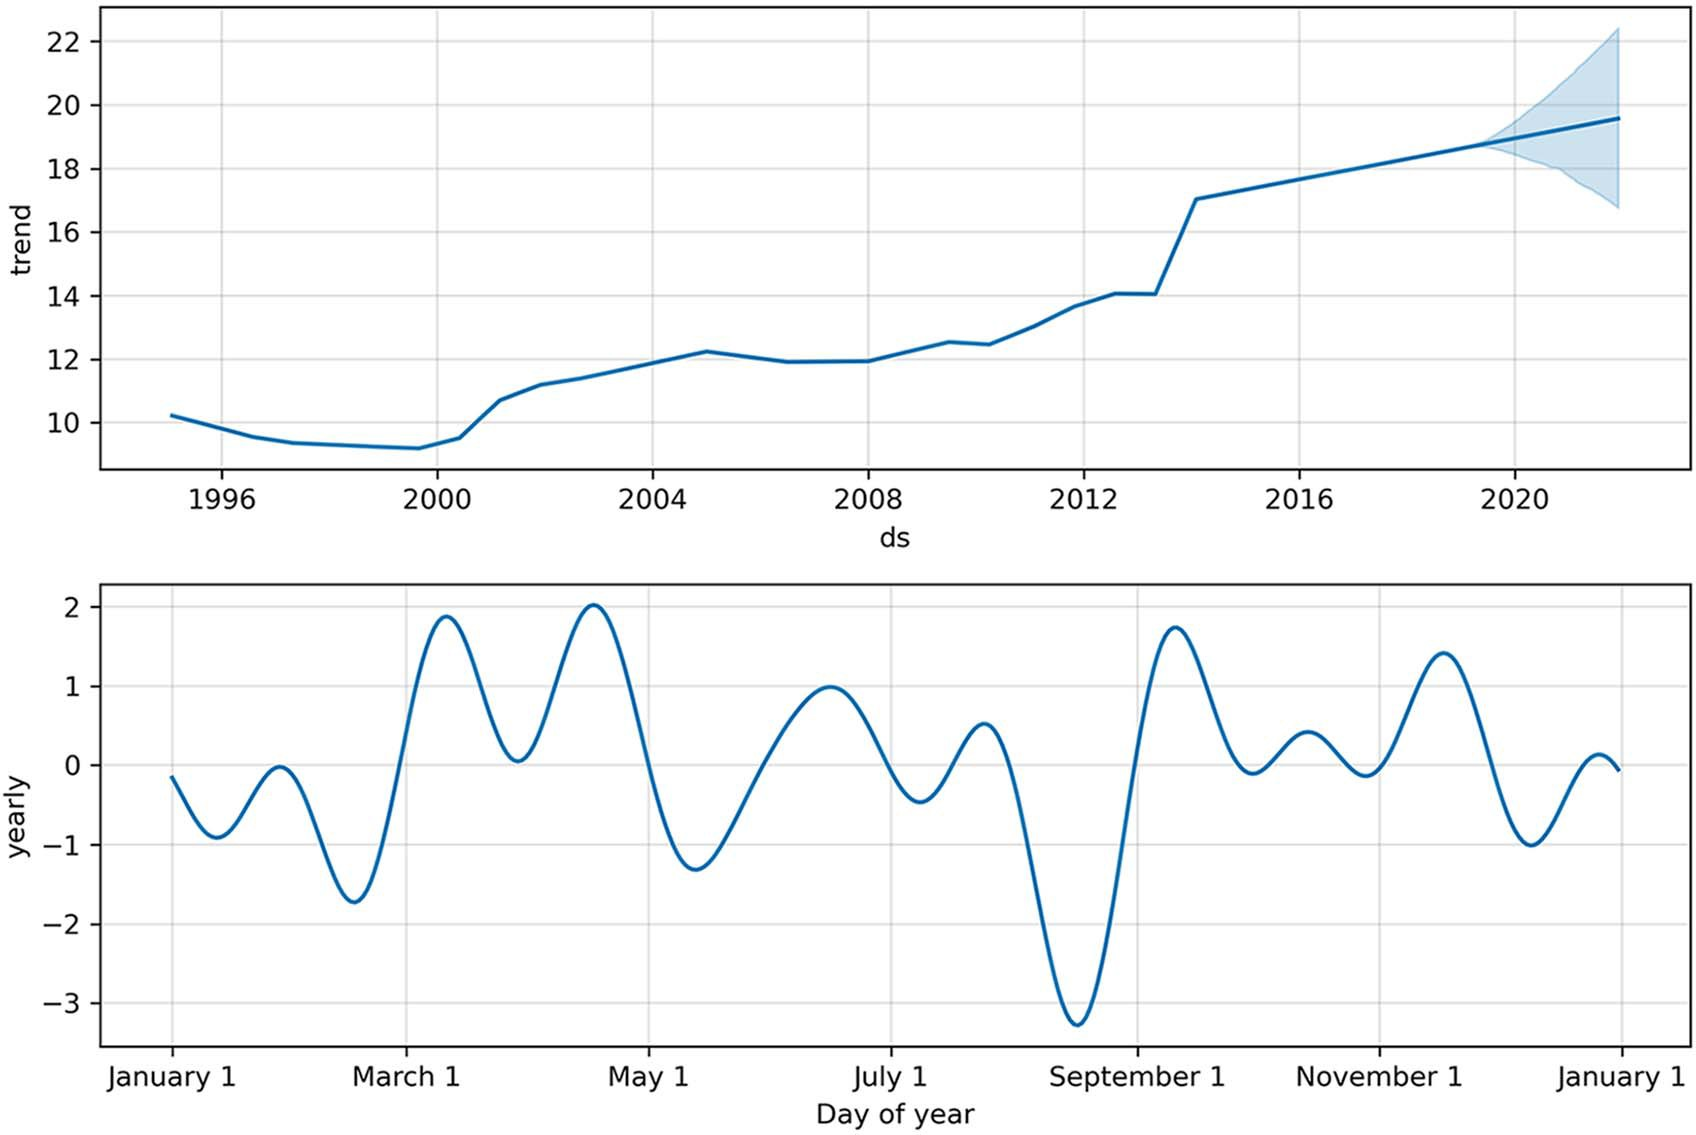 22
20
18
16
14
12
10
trend
1996 2000 2004 2008 2012 2016 2020
ds
2
1
0
−1
−2
−3
yearly
January 1 March 1 May 1 July 1 September 1 November 1 January 1
Day of year